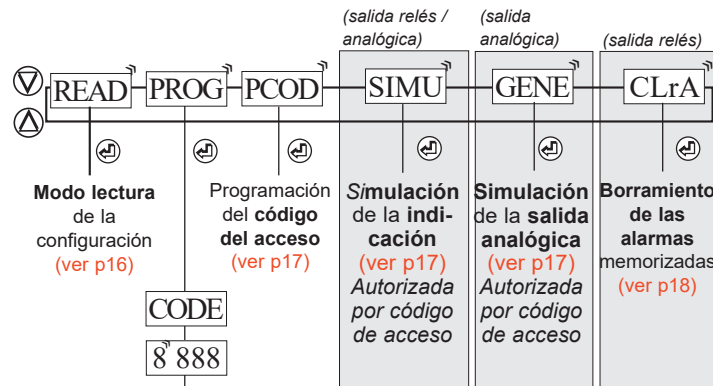 (salida relés /
analógica)
(salida
analógica)
(salida relés)
READ
PROG
PCOD
SIMU
GENE
CLrA
Modo lectura
de la
configuración
(ver p16)
Programación
del código
del acceso
(ver p17)
Simulación
de la indi-
cación
(ver p17)
Autorizada
por código
de acceso
Simulación
de la salida
analógica
(ver p17)
Autorizada
por código
de acceso
Borramiento
de las
alarmas
memorizadas
(ver p18)
CODE
8 888